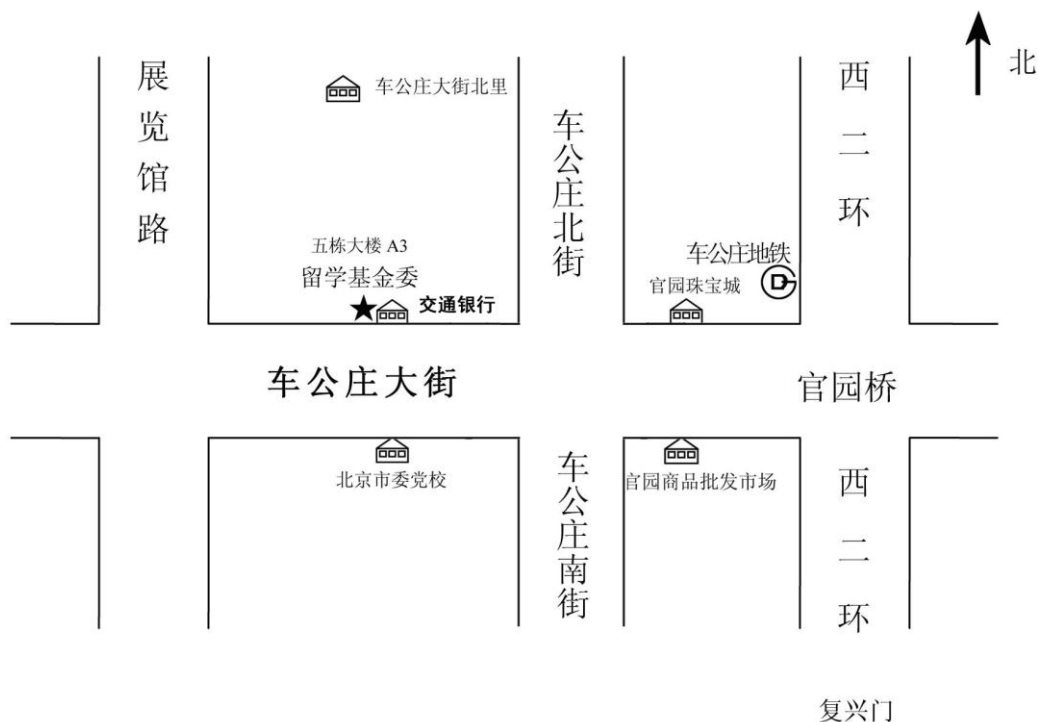 北
展览馆路
车公庄大街北里
车公庄北街
西二环
五栋大楼 A3
留学基金委
交通银行
车公庄地铁
官园珠宝城
D
车公庄大街
官园桥
北京市委党校
车公庄南街
官园商品批发市场
西二环
复兴门